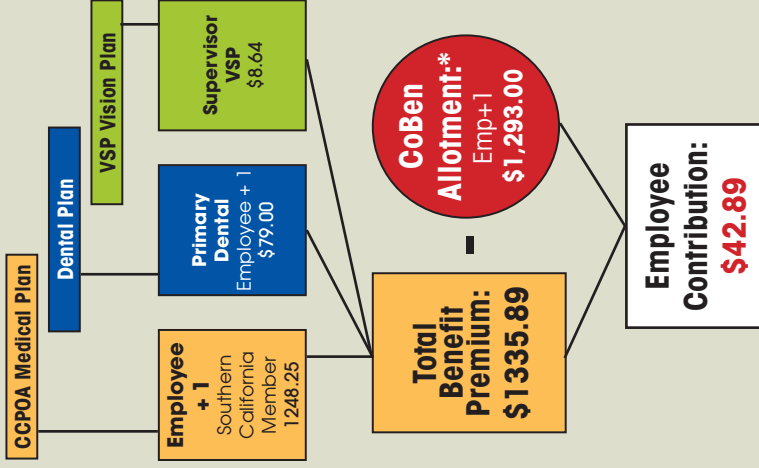 CCPOA Medical Plan
Dental Plan
VSP Vision Plan
Employee
+ 1
Southern
California
Member
1248.25
Primary
Dental
Employee + 1
$79.00
Supervisor
VSP
$8.64
Total
Benefit
Premium:
$1335.89
-
CoBen
Allotment:*
Emp+1
$1,293.00
Employee
Contribution:
$42.89